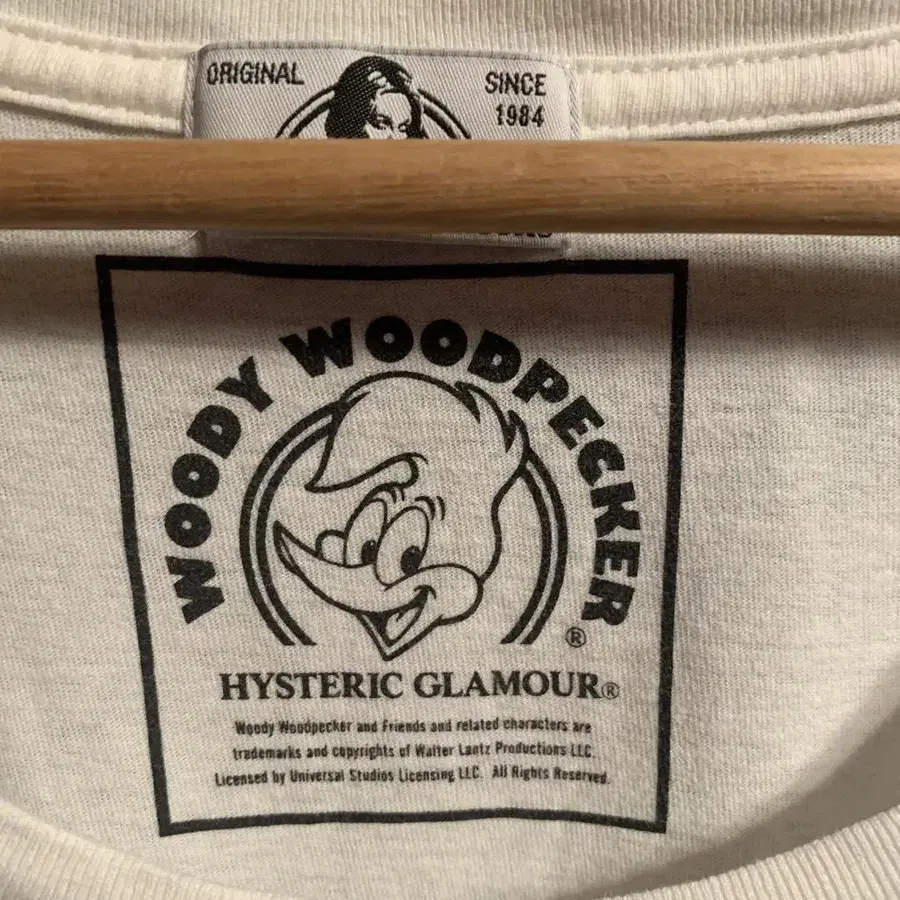 ORIGINAL
SINCE
1984
WOODY WOODPECKER
®
HYSTERIC GLAMOUR®
Woody Woodpecker and Friends and related characters are
trademarks and copyrights of Walter Lantz Productions LLC.
Licensed by Universal Studios Licensing LLC. All Rights Reserved.